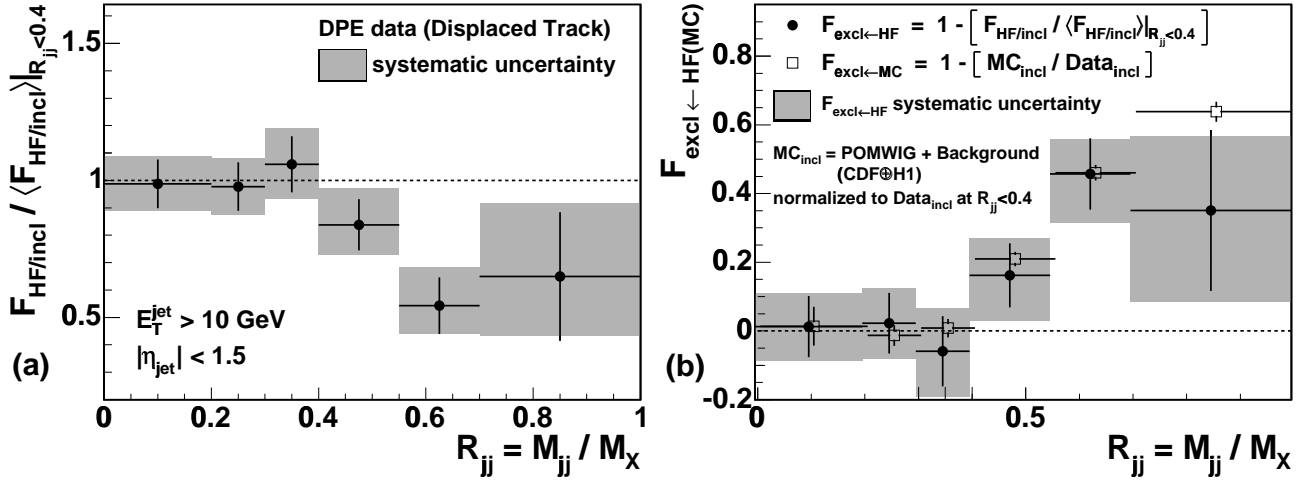 F_HF/incl / ⟨F_HF/incl⟩|_R_jj<0.4
1.5
1
0.5
DPE data (Displaced Track)
systematic uncertainty
E_T^jet > 10 GeV
|η_jet| < 1.5
(a)
0 0.2 0.4 0.6 0.8 1
R_jj = M_jj / M_X
F_excl ← HF(MC)
0.8
0.6
0.4
0.2
0
-0.2
F_excl←HF = 1 - [ F_HF/incl / ⟨F_HF/incl⟩|_R_jj<0.4 ]
F_excl←MC = 1 - [ MC_incl / Data_incl ]
F_excl←HF systematic uncertainty
MC_incl = POMWIG + Background
(CDF⊕H1)
normalized to Data_incl at R_jj<0.4
(b)
0 0.5
R_jj = M_jj / M_X